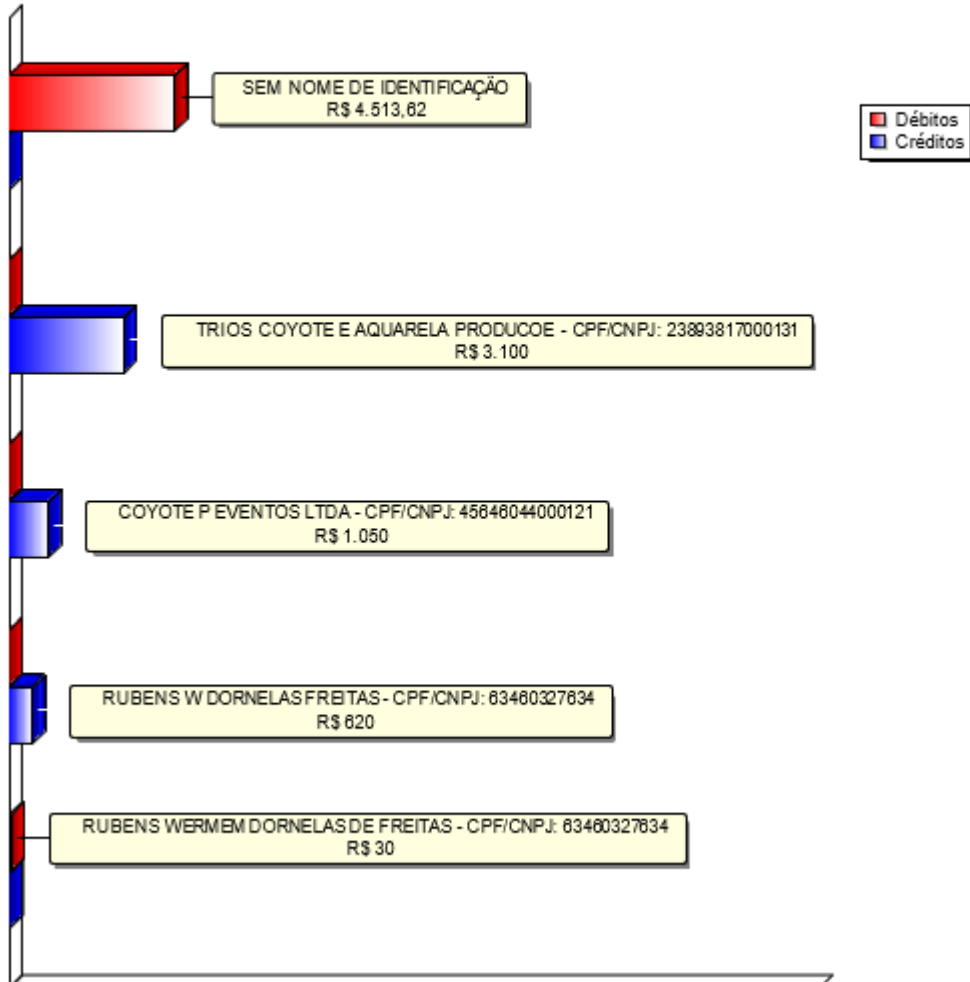 SEM NOME DE IDENTIFICAÇÃO
R$ 4.513,62
Débitos
Créditos
TRIOS COYOTE E AQUARELA PRODUCOE - CPF/CNPJ: 23893817000131
R$ 3.100
COYOTE P EVENTOS LTDA - CPF/CNPJ: 45646044000121
R$ 1.050
RUBENS W DORNELAS FREITAS - CPF/CNPJ: 63460327634
R$ 620
RUBENS WERMEM DORNELAS DE FREITAS - CPF/CNPJ: 63460327634
R$ 30